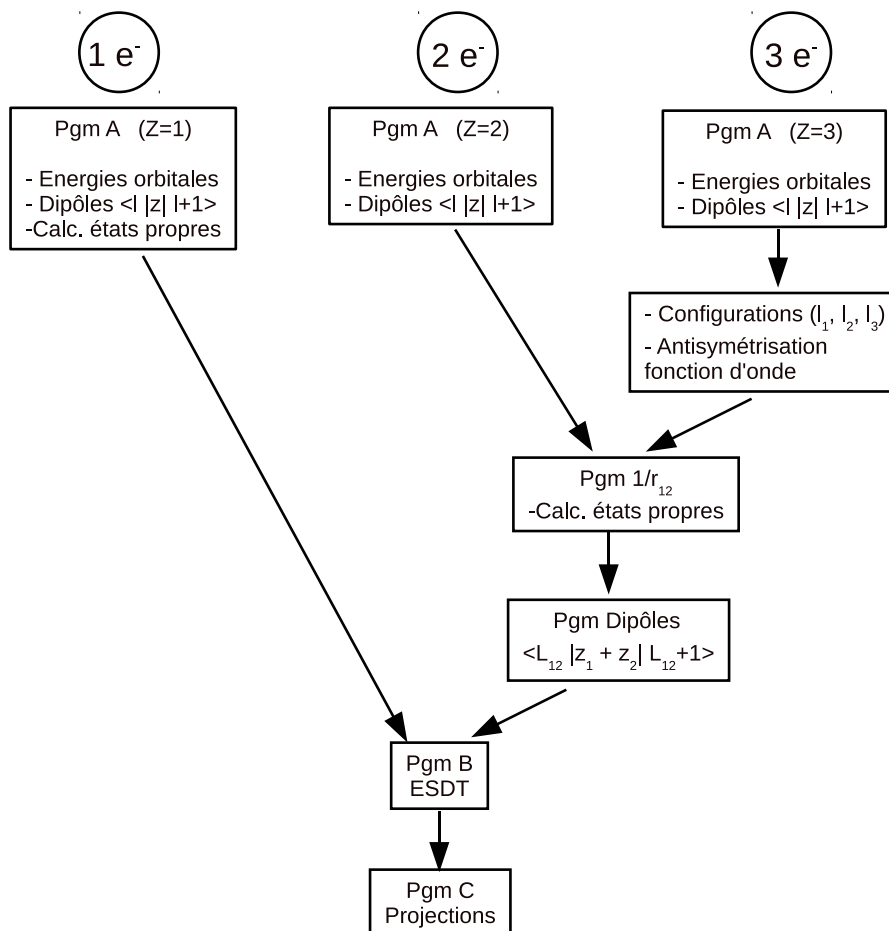 1 e⁻
2 e⁻
3 e⁻
Pgm A (Z=1)
- Energies orbitales
- Dipôles <l |z| l+1>
-Calc. états propres
Pgm A (Z=2)
- Energies orbitales
- Dipôles <l |z| l+1>
Pgm A (Z=3)
- Energies orbitales
- Dipôles <l |z| l+1>
- Configurations (l₁, l₂, l₃)
- Antisymétrisation
fonction d'onde
Pgm 1/r₁₂
-Calc. états propres
Pgm Dipôles
<L₁₂ |z₁ + z₂| L₁₂+1>
Pgm B
ESDT
Pgm C
Projections